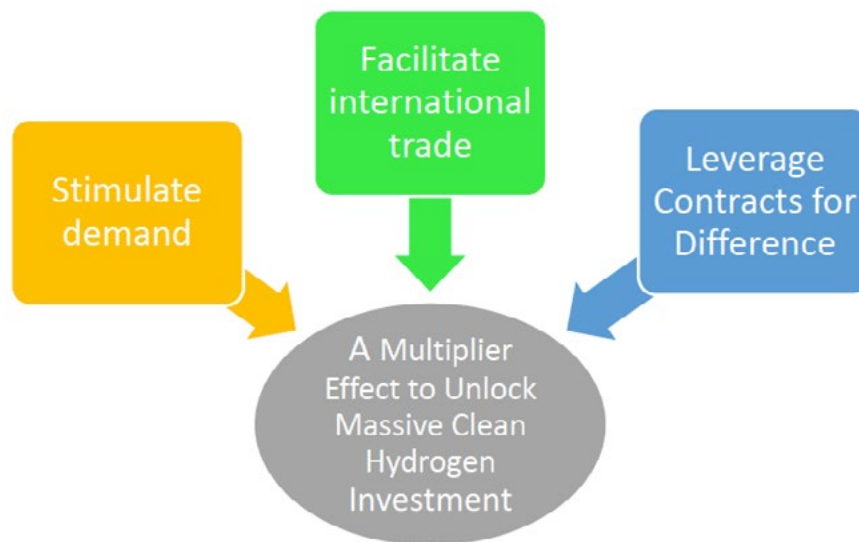 Stimulate
demand
Facilitate
international
trade
Leverage
Contracts for
Difference
A Multiplier
Effect to Unlock
Massive Clean
Hydrogen
Investment